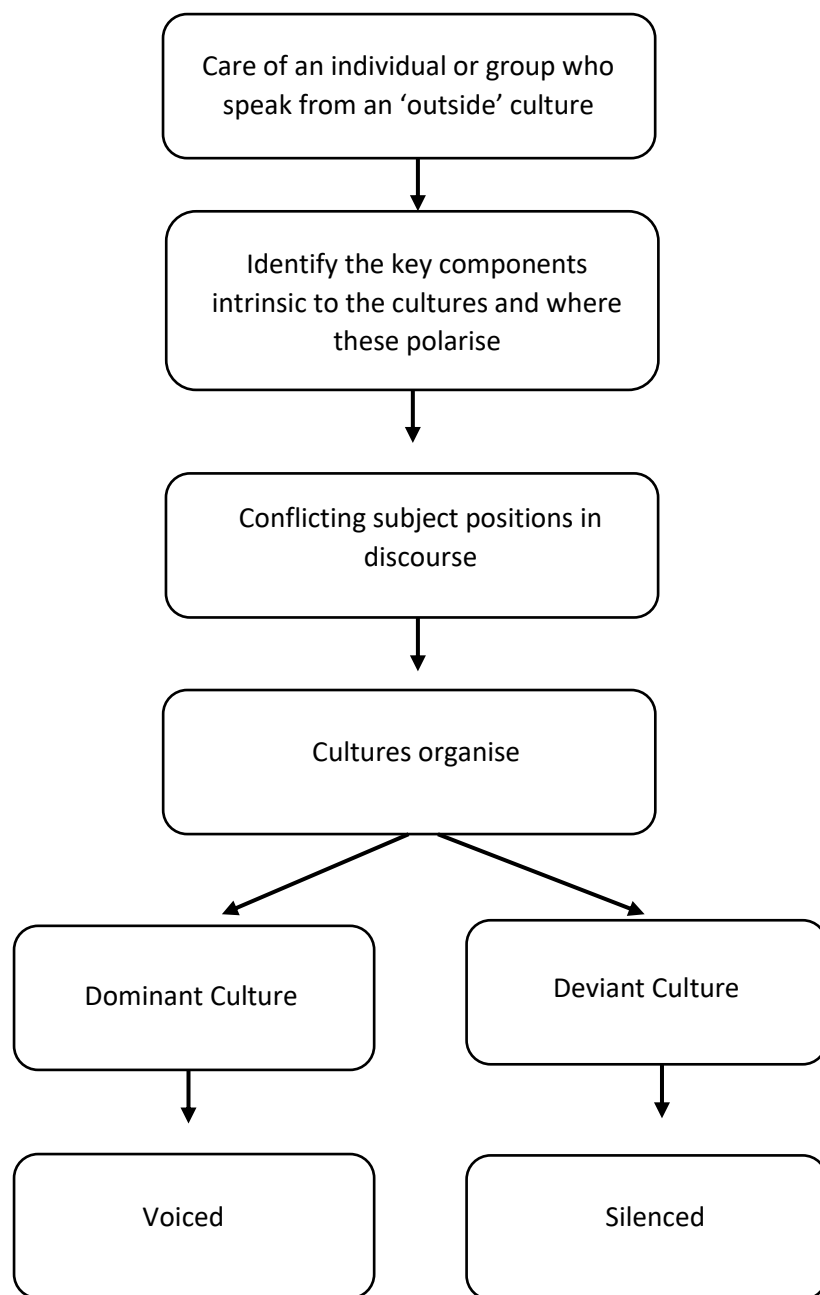 Care of an individual or group who
speak from an ‘outside’ culture
Identify the key components
intrinsic to the cultures and where
these polarise
Conflicting subject positions in
discourse
Cultures organise
Dominant Culture
Deviant Culture
Voiced
Silenced